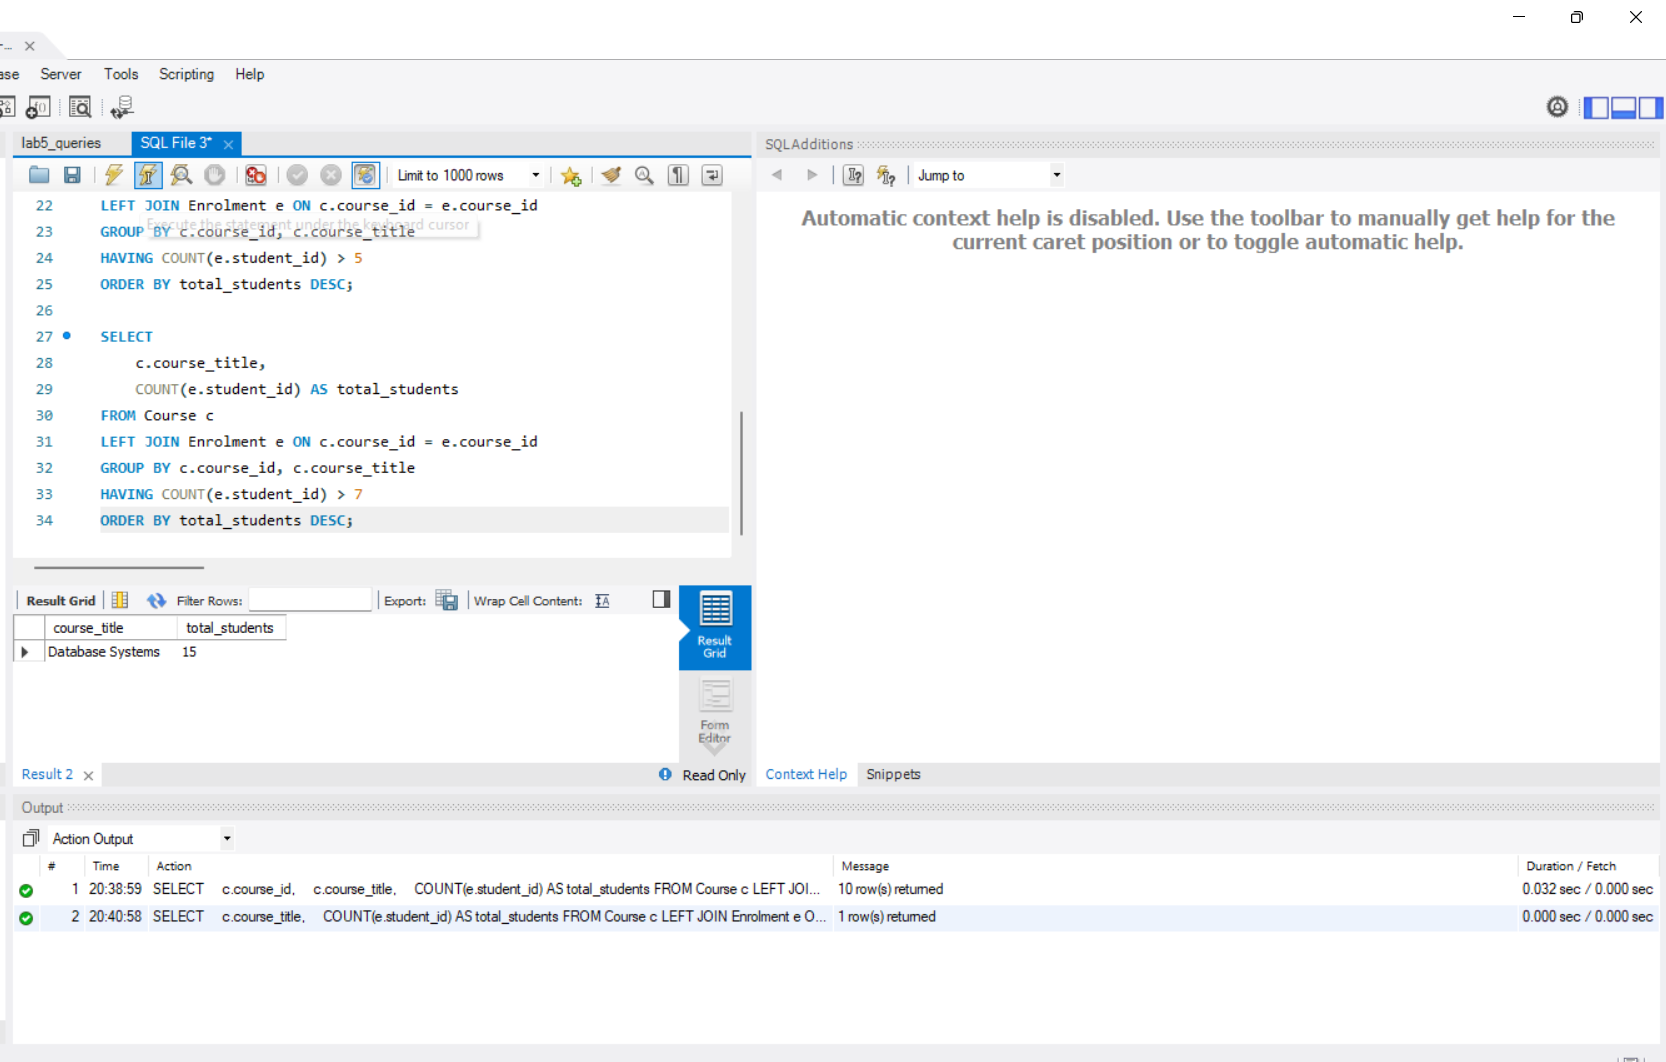 -...
ase Server Tools Scripting Help
lab5_queries
SQL File 3*
Limit to 1000 rows
22 LEFT JOIN Enrolment e ON c.course_id = e.course_id
Execute the statement under the keyboard cursor
23 GROUP BY c.course_id, c.course_title
24 HAVING COUNT(e.student_id) > 5
25 ORDER BY total_students DESC;
26
27 SELECT
28 c.course_title,
29 COUNT(e.student_id) AS total_students
30 FROM Course c
31 LEFT JOIN Enrolment e ON c.course_id = e.course_id
32 GROUP BY c.course_id, c.course_title
33 HAVING COUNT(e.student_id) > 7
34 ORDER BY total_students DESC;
SQLAdditions
Jump to
Automatic context help is disabled. Use the toolbar to manually get help for the
current caret position or to toggle automatic help.
Result Grid Filter Rows: Export: Wrap Cell Content:
course_title total_students
Database Systems 15
Result
Grid
Form
Editor
Result 2
Read Only
Context Help Snippets
Output
Action Output
# Time Action Message Duration / Fetch
1 20:38:59 SELECT c.course_id, c.course_title, COUNT(e.student_id) AS total_students FROM Course c LEFT JOI... 10 row(s) returned 0.032 sec / 0.000 sec
2 20:40:58 SELECT c.course_title, COUNT(e.student_id) AS total_students FROM Course c LEFT JOIN Enrolment e O... 1 row(s) returned 0.000 sec / 0.000 sec